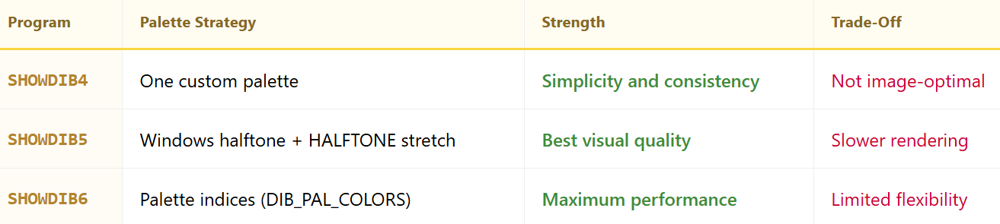 Program Palette Strategy Strength Trade-Off
SHOWDIB4 One custom palette Simplicity and consistency Not image-optimal
SHOWDIB5 Windows halftone + HALFTONE stretch Best visual quality Slower rendering
SHOWDIB6 Palette indices (DIB_PAL_COLORS) Maximum performance Limited flexibility